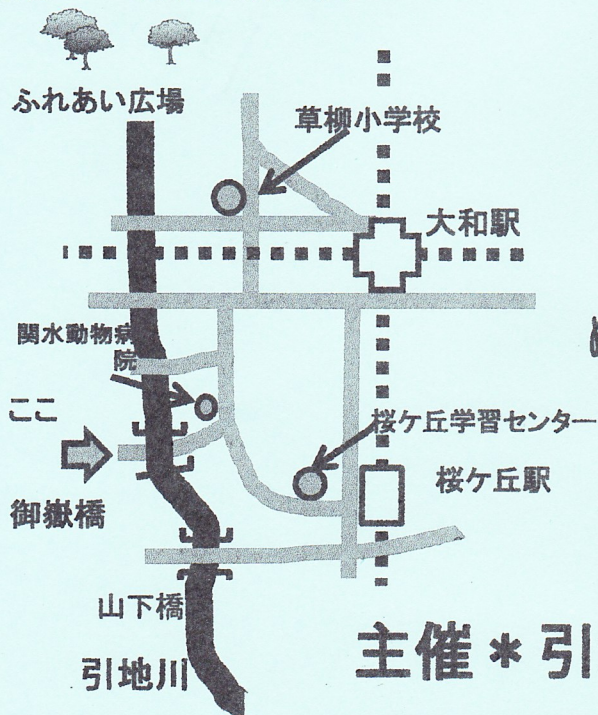 ふれあい広場
草柳小学校
大和駅
関水動物病
院
ここ
桜ケ丘学習センター
桜ケ丘駅
御嶽橋
山下橋
引地川
主催＊引